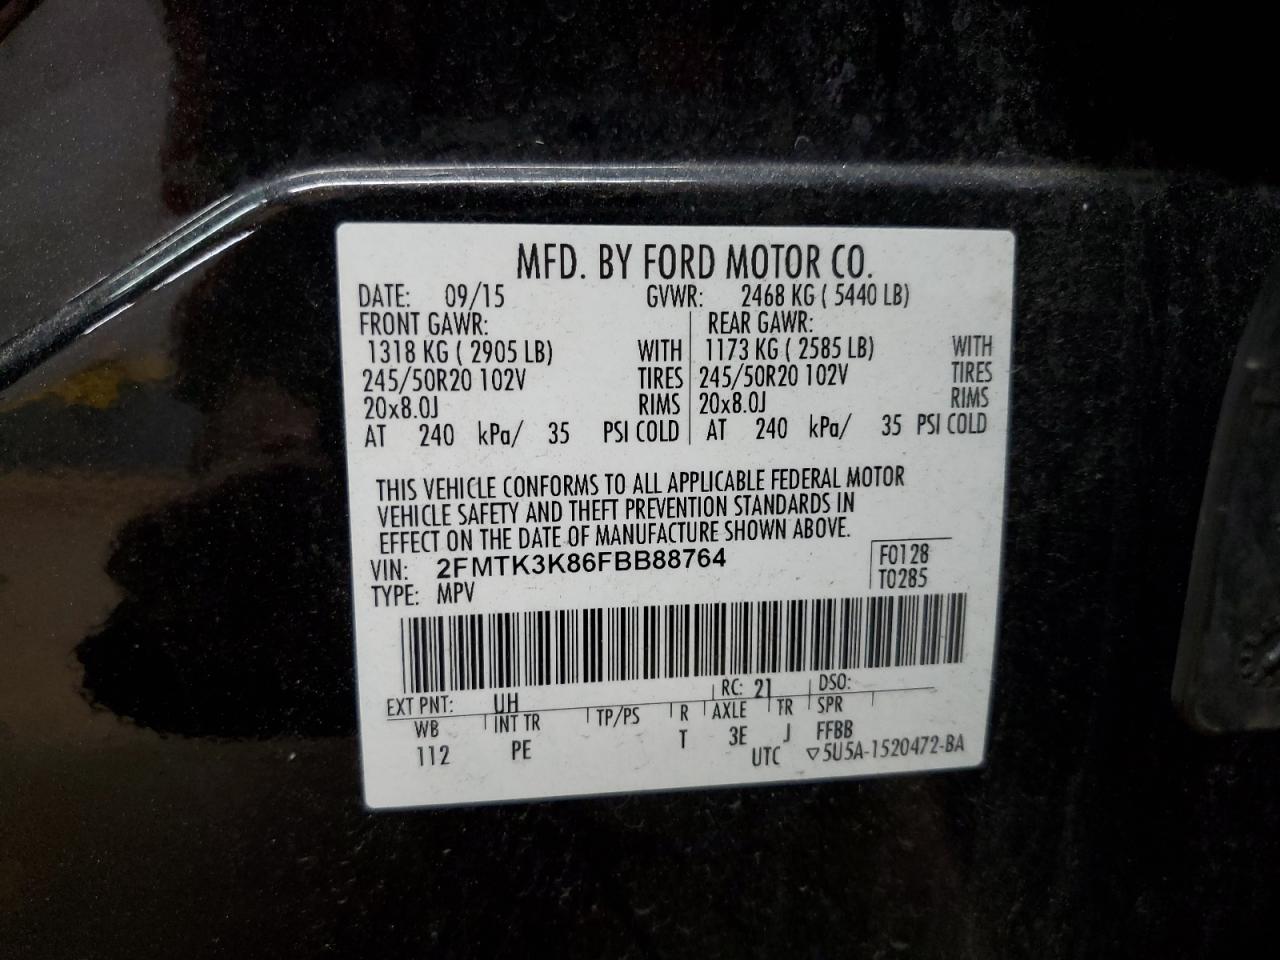 MFD. BY FORD MOTOR CO.
DATE: 09/15 GVWR: 2468 KG ( 5440 LB)
FRONT GAWR: REAR GAWR:
1318 KG ( 2905 LB) WITH 1173 KG ( 2585 LB) WITH
245/50R20 102V TIRES 245/50R20 102V TIRES
20x8.0J RIMS 20x8.0J RIMS
AT 240 kPa/ 35 PSI COLD AT 240 kPa/ 35 PSI COLD
THIS VEHICLE CONFORMS TO ALL APPLICABLE FEDERAL MOTOR
VEHICLE SAFETY AND THEFT PREVENTION STANDARDS IN
EFFECT ON THE DATE OF MANUFACTURE SHOWN ABOVE.
VIN: 2FMTK3K86FBB88764 F0128
TYPE: MPV T0285
EXT PNT: UH RC: 21 DSO:
WB INT TR TP/PS R AXLE TR SPR
112 PE T 3E J FFBB
UTC ▽5U5A-1520472-BA